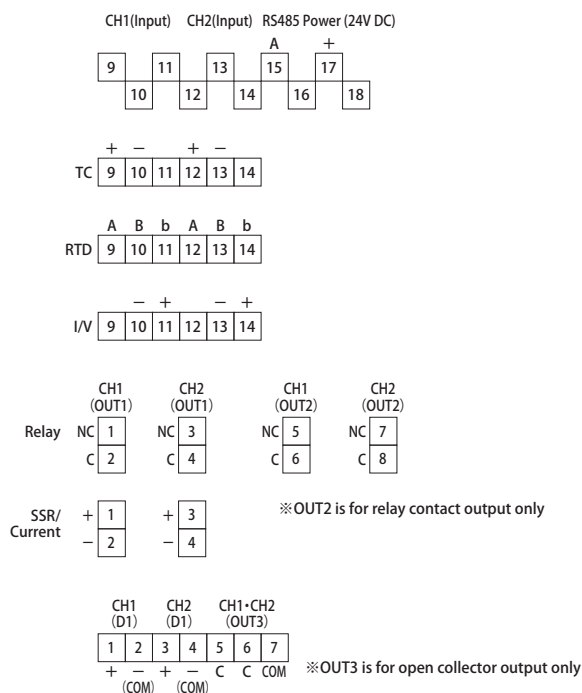 CH1(Input) CH2(Input) RS485 Power (24V DC)
A +
9 11 13 15 17
10 12 14 16 18
+ − + −
TC 9 10 11 12 13 14
A B b A B b
RTD 9 10 11 12 13 14
− + − +
I/V 9 10 11 12 13 14
CH1 CH2 CH1 CH2
(OUT1) (OUT1) (OUT2) (OUT2)
Relay NC 1 NC 3 NC 5 NC 7
C 2 C 4 C 6 C 8
SSR/ + 1 + 3 ※OUT2 is for relay contact output only
Current − 2 − 4
CH1 CH2 CH1・CH2
(D1) (D1) (OUT3)
1 2 3 4 5 6 7
+ − + − C C COM ※OUT3 is for open collector output only
(COM) (COM)